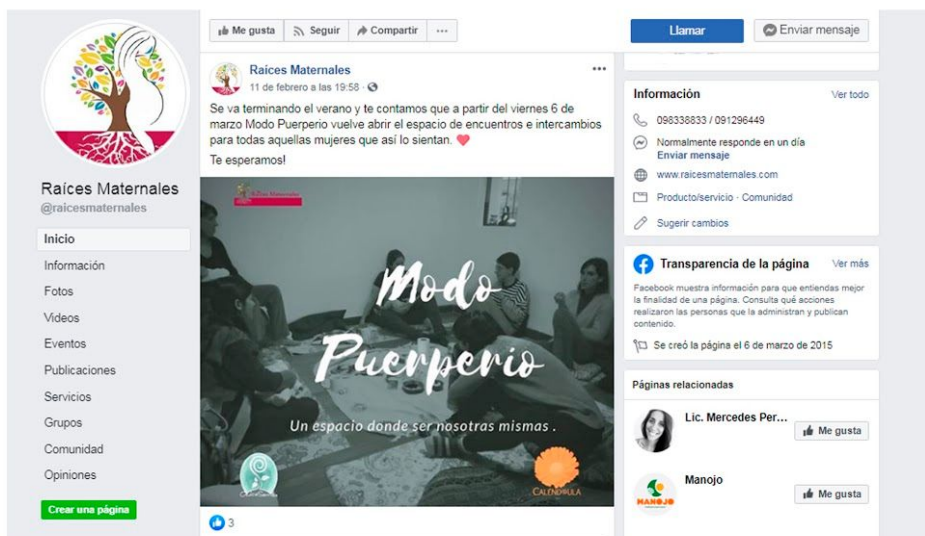 Me gusta
Seguir
Compartir
...
Llamar
Enviar mensaje
Raíces Maternales
@raicesmaternales
Inicio
Información
Fotos
Videos
Eventos
Publicaciones
Servicios
Grupos
Comunidad
Opiniones
Crear una página
Raíces Maternales
11 de febrero a las 19:58 ·
Se va terminando el verano y te contamos que a partir del viernes 6 de
marzo Modo Puerperio vuelve abrir el espacio de encuentros e intercambios
para todas aquellas mujeres que así lo sientan.
Te esperamos!
Raíces Maternales
Modo
Puerperio
Un espacio donde ser nosotras mismas .
CALENDULA
3
Información
Ver todo
098338833 / 091296449
Normalmente responde en un día
Enviar mensaje
www.raicesmaternales.com
Producto/servicio · Comunidad
Sugerir cambios
Transparencia de la página
Ver más
Facebook muestra información para que entiendas mejor
la finalidad de una página. Consulta qué acciones
realizaron las personas que la administran y publican
contenido.
Se creó la página el 6 de marzo de 2015
Páginas relacionadas
Lic. Mercedes Per...
Me gusta
Manojo
MANOJO
Me gusta